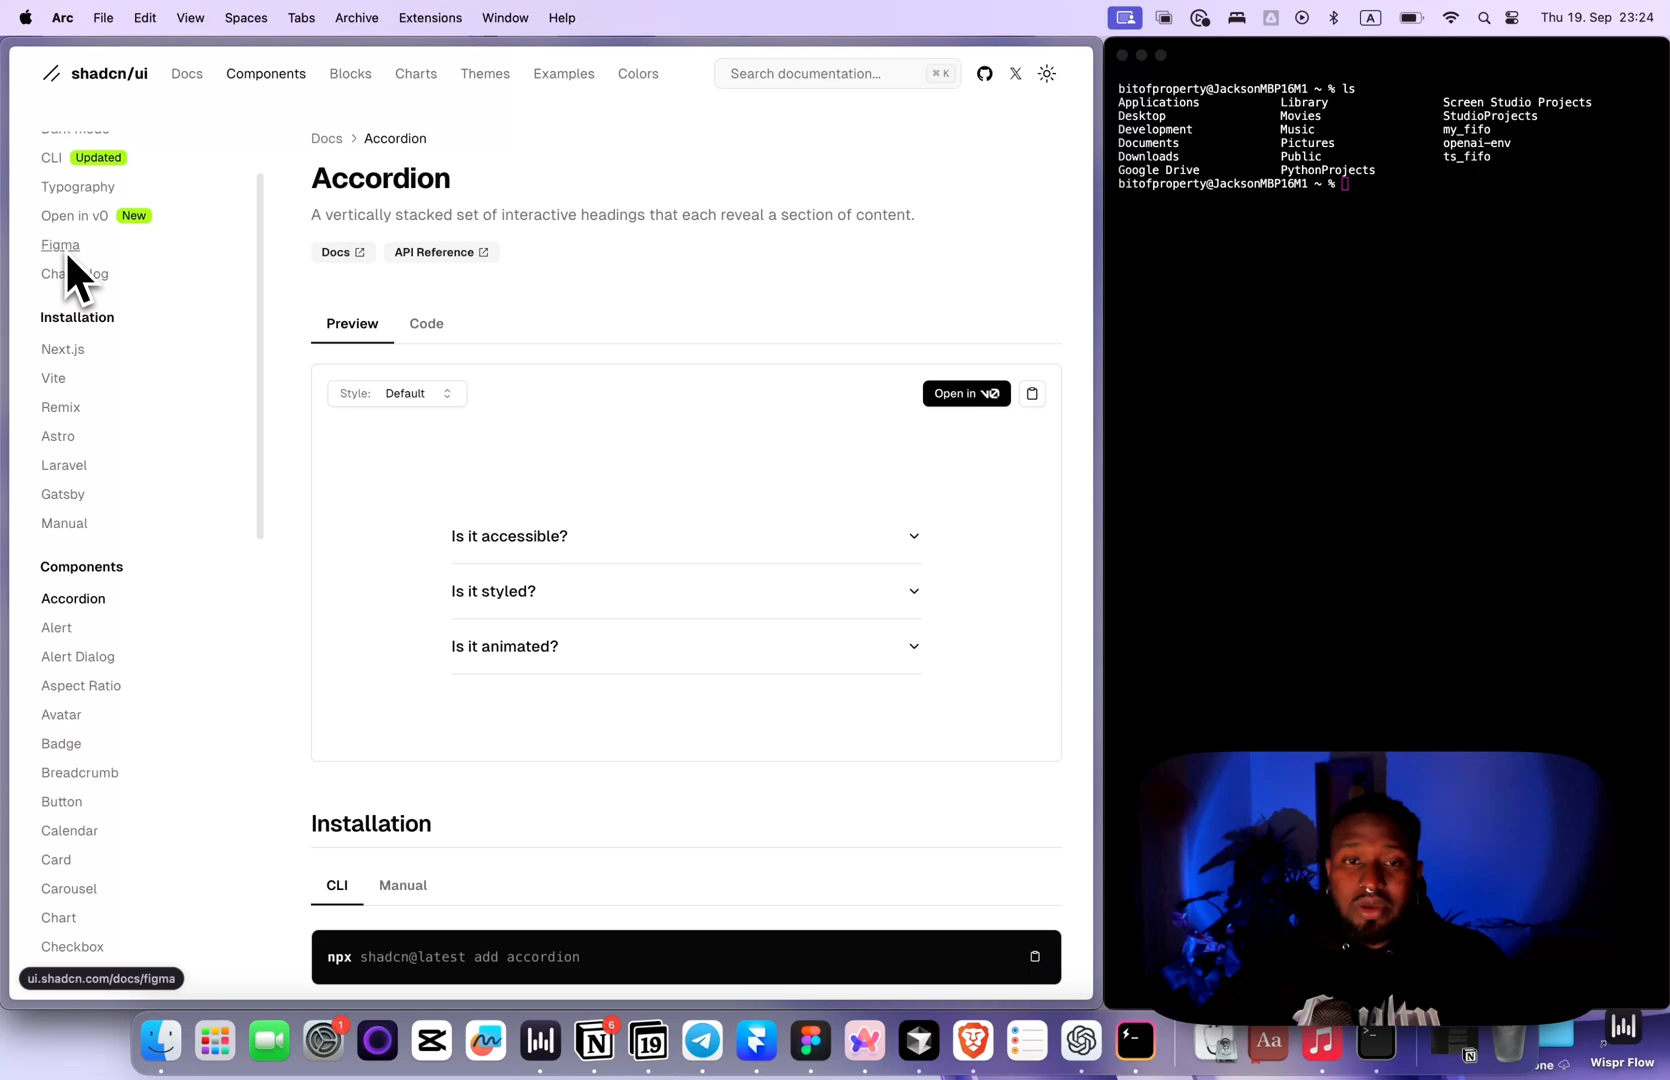 Arc File Edit View Spaces Tabs Archive Extensions Window Help
A
Thu 19. Sep 23:24
shadcn/ui Docs Components Blocks Charts Themes Examples Colors
Search documentation... ⌘ K
CLI Updated
Typography
Open in v0 New
Figma
Installation
Next.js
Vite
Remix
Astro
Laravel
Gatsby
Manual
Components
Accordion
Alert
Alert Dialog
Aspect Ratio
Avatar
Badge
Breadcrumb
Button
Calendar
Card
Carousel
Chart
Checkbox
ui.shadcn.com/docs/figma
Docs > Accordion
Accordion
A vertically stacked set of interactive headings that each reveal a section of content.
Docs API Reference
Preview Code
Style: Default
Open in v0
Is it accessible?
Is it styled?
Is it animated?
Installation
CLI Manual
npx shadcn@latest add accordion
bitofproperty@JacksonMBP16M1 ~ % ls
Applications Library Screen Studio Projects
Desktop Movies StudioProjects
Development Music my_fifo
Documents Pictures openai-env
Downloads Public ts_fifo
Google Drive PythonProjects
bitofproperty@JacksonMBP16M1 ~ %
1
6
19
Aa
Wispr Flow